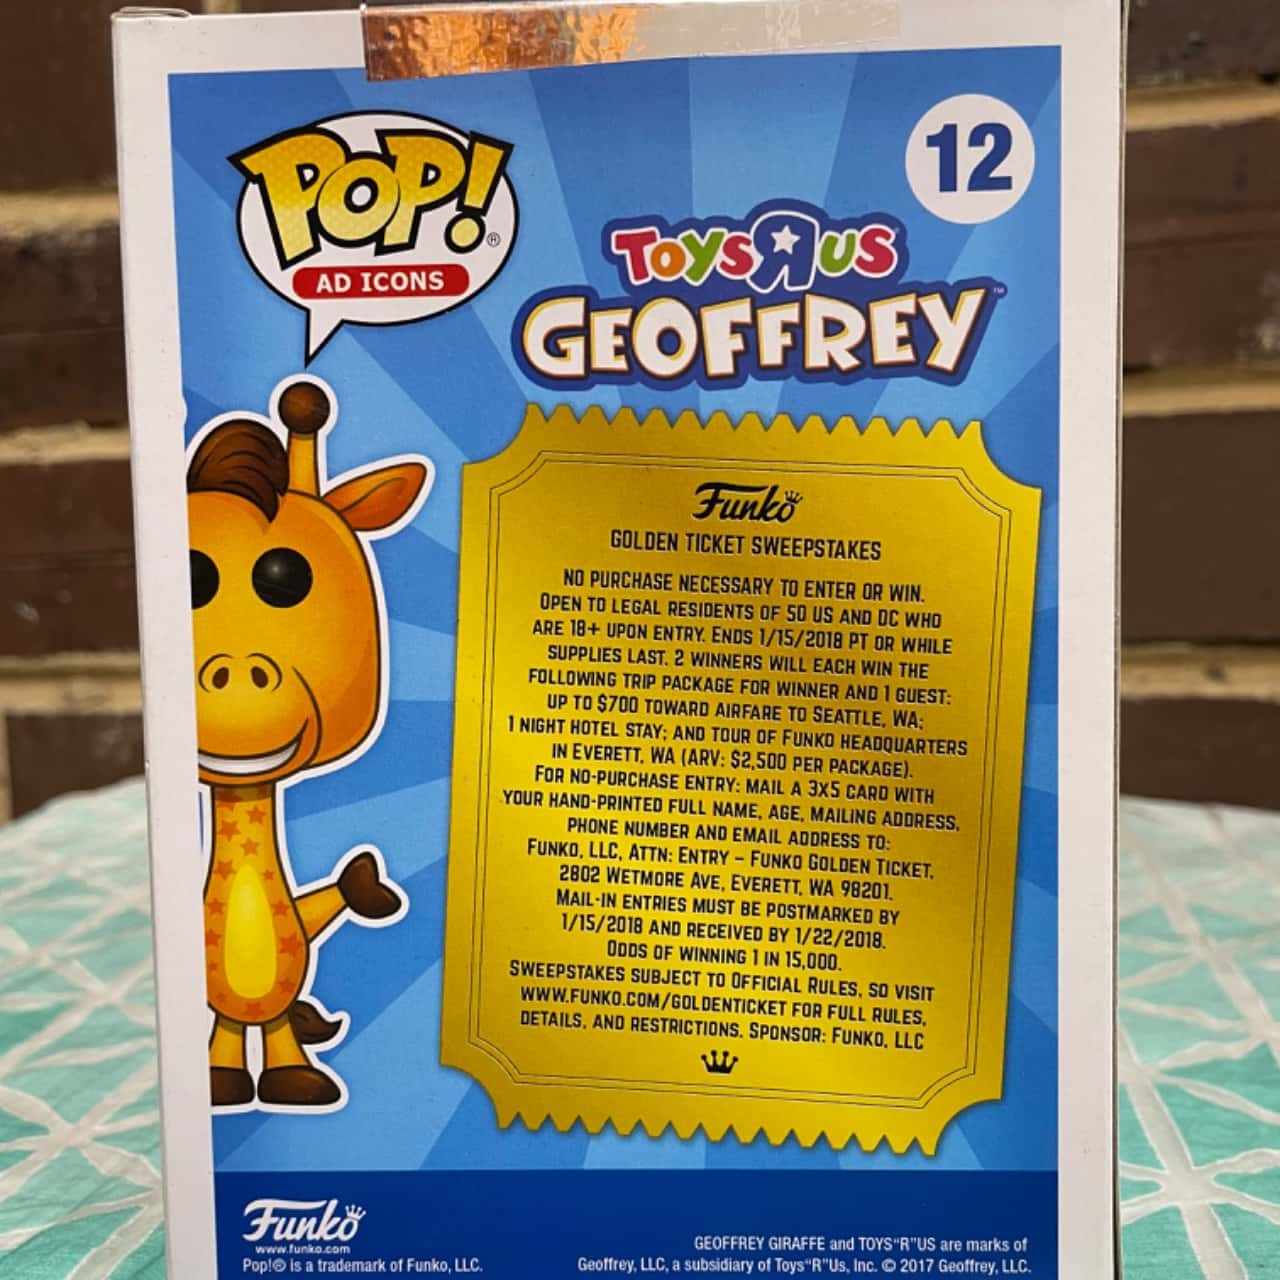 POP!®
AD ICONS
12
TOYS"R"US
GEOFFREY™
Funko
GOLDEN TICKET SWEEPSTAKES
NO PURCHASE NECESSARY TO ENTER OR WIN.
OPEN TO LEGAL RESIDENTS OF 50 US AND DC WHO
ARE 18+ UPON ENTRY. ENDS 1/15/2018 PT OR WHILE
SUPPLIES LAST. 2 WINNERS WILL EACH WIN THE
FOLLOWING TRIP PACKAGE FOR WINNER AND 1 GUEST:
UP TO $700 TOWARD AIRFARE TO SEATTLE, WA;
1 NIGHT HOTEL STAY; AND TOUR OF FUNKO HEADQUARTERS
IN EVERETT, WA (ARV: $2,500 PER PACKAGE).
FOR NO-PURCHASE ENTRY: MAIL A 3X5 CARD WITH
YOUR HAND-PRINTED FULL NAME, AGE, MAILING ADDRESS,
PHONE NUMBER AND EMAIL ADDRESS TO:
FUNKO, LLC, ATTN: ENTRY – FUNKO GOLDEN TICKET,
2802 WETMORE AVE, EVERETT, WA 98201.
MAIL-IN ENTRIES MUST BE POSTMARKED BY
1/15/2018 AND RECEIVED BY 1/22/2018.
ODDS OF WINNING 1 IN 15,000.
SWEEPSTAKES SUBJECT TO OFFICIAL RULES, SO VISIT
WWW.FUNKO.COM/GOLDENTICKET FOR FULL RULES,
DETAILS, AND RESTRICTIONS. SPONSOR: FUNKO, LLC
Funko
www.funko.com
Pop!® is a trademark of Funko, LLC.
GEOFFREY GIRAFFE and TOYS"R"US are marks of
Geoffrey, LLC, a subsidiary of Toys"R"Us, Inc. © 2017 Geoffrey, LLC.